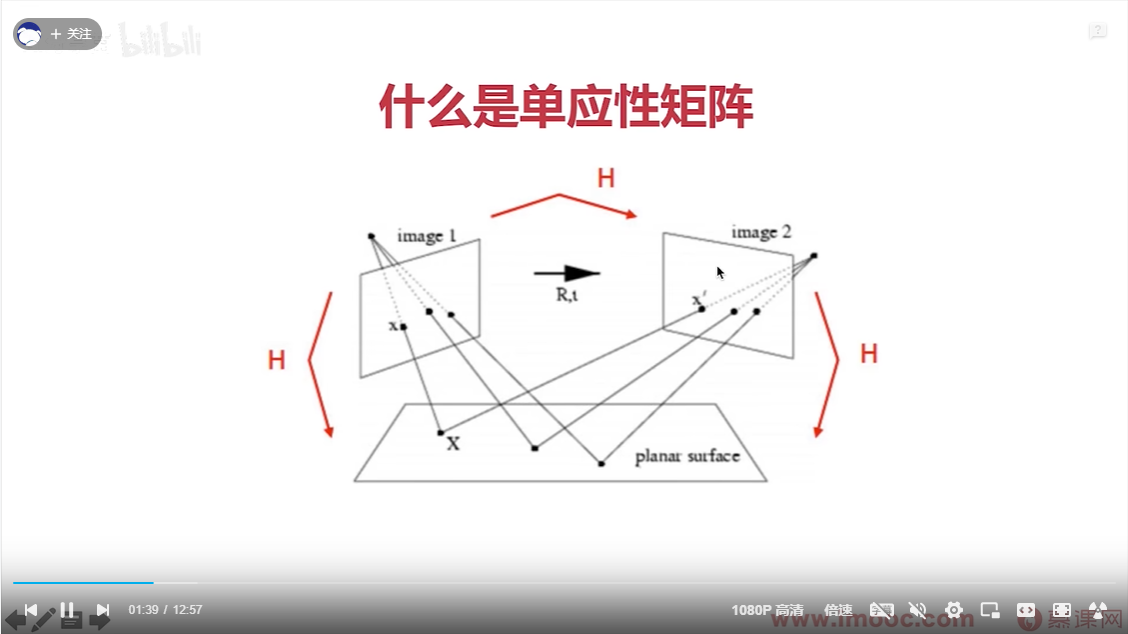 + 关注
bilibili
什么是单应性矩阵
H
image 1
image 2
R,t
x
x'
H
H
X
planar surface
01:39 / 12:57
1080P 高清
倍速
www.imooc.com
慕课网